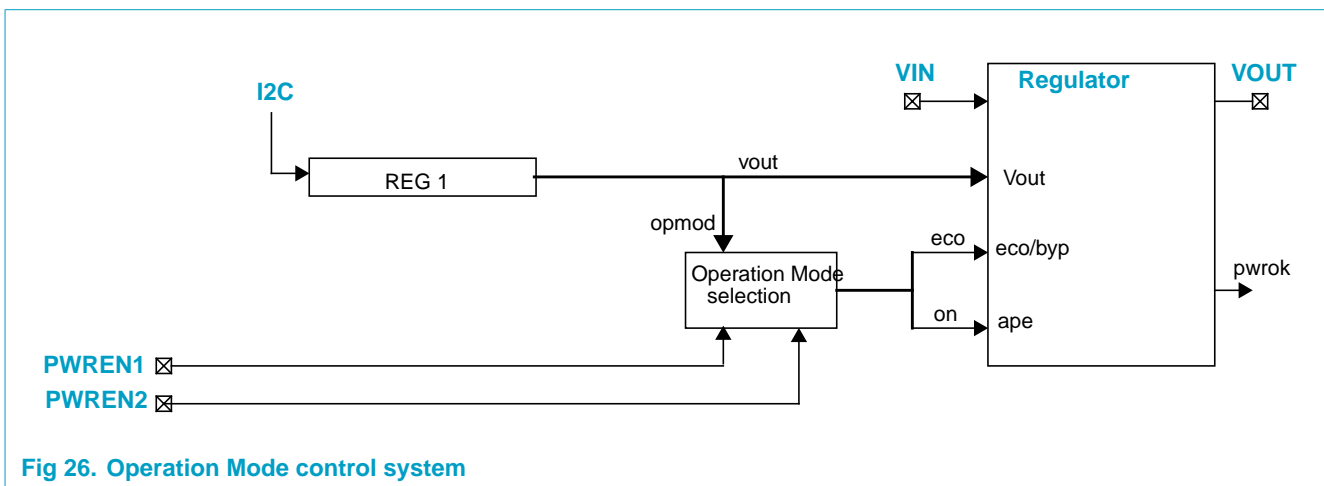 VIN
Regulator
VOUT
I2C
vout
REG 1
Vout
opmod
eco
eco/byp
Operation Mode
selection
pwrok
on
ape
PWREN1
PWREN2
Fig 26. Operation Mode control system